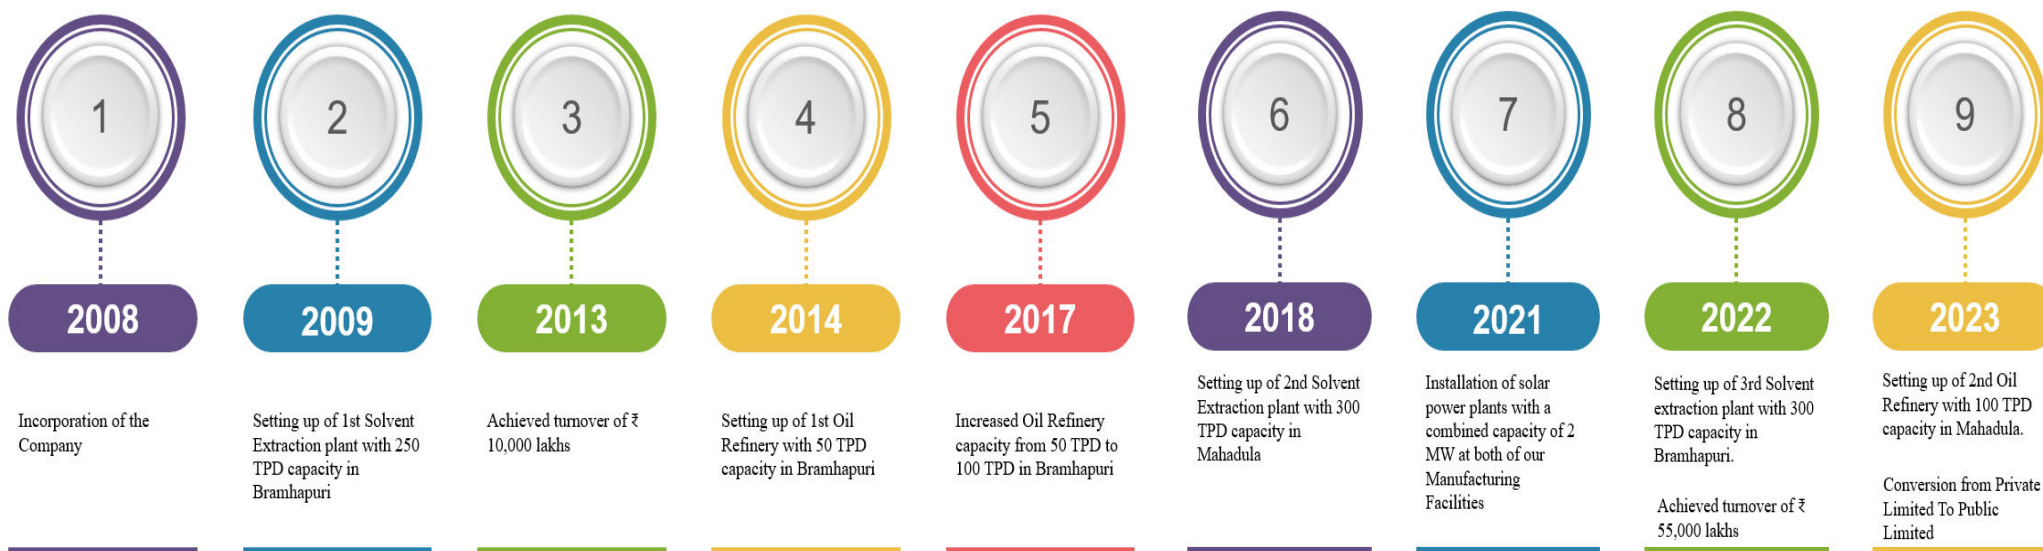 1
2
3
4
5
6
7
8
9
2008
2009
2013
2014
2017
2018
2021
2022
2023
Incorporation of the
Company
Setting up of 1st Solvent
Extraction plant with 250
TPD capacity in
Bramhapuri
Achieved turnover of ₹
10,000 lakhs
Setting up of 1st Oil
Refinery with 50 TPD
capacity in Bramhapuri
Increased Oil Refinery
capacity from 50 TPD to
100 TPD in Bramhapuri
Setting up of 2nd Solvent
Extraction plant with 300
TPD capacity in
Mahadula
Installation of solar
power plants with a
combined capacity of 2
MW at both of our
Manufacturing
Facilities
Setting up of 3rd Solvent
extraction plant with 300
TPD capacity in
Bramhapuri.
Achieved turnover of ₹
55,000 lakhs
Setting up of 2nd Oil
Refinery with 100 TPD
capacity in Mahadula.
Conversion from Private
Limited To Public
Limited